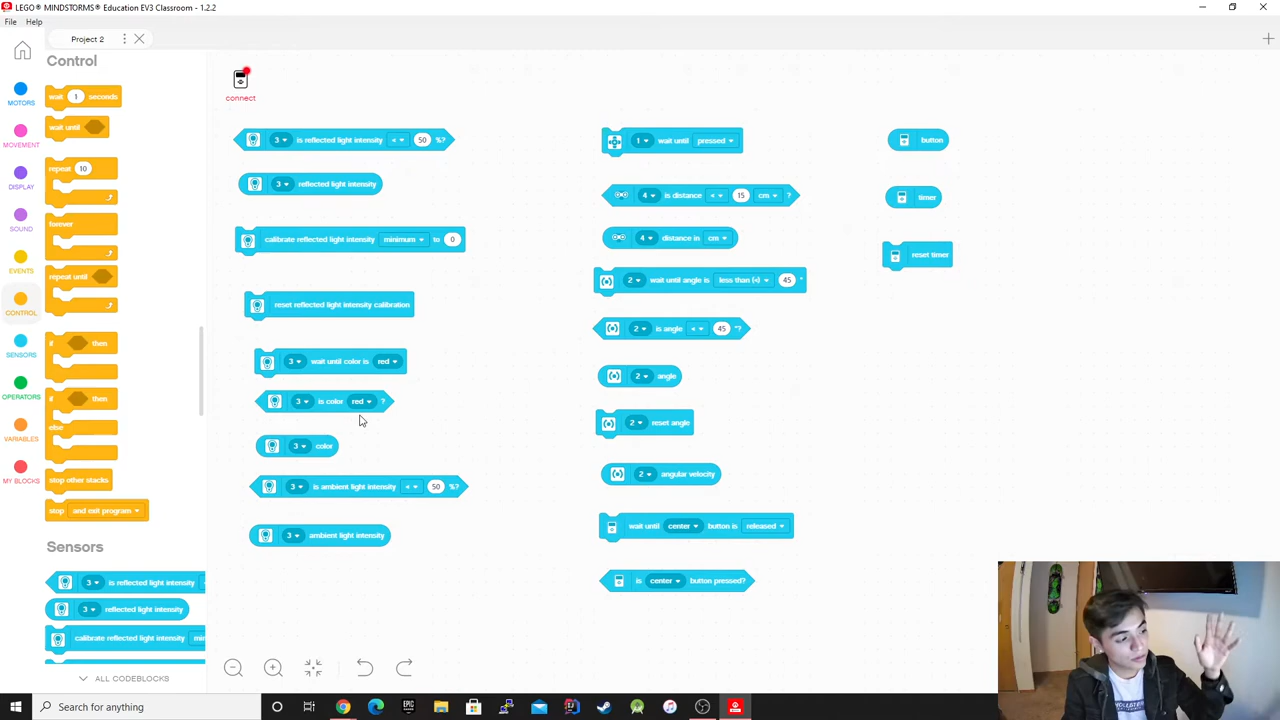 LEGO® MINDSTORMS® Education EV3 Classroom - 1.2.2
File Help
Project 2
MOTORS
MOVEMENT
DISPLAY
SOUND
EVENTS
CONTROL
SENSORS
OPERATORS
VARIABLES
MY BLOCKS
Control
wait 1 seconds
wait until
repeat 10
forever
repeat until
if then
if then
else
stop other stacks
stop and exit program
Sensors
3 is reflected light intensity
3 reflected light intensity
calibrate reflected light intensity
ALL CODEBLOCKS
connect
3 is reflected light intensity < 50 %?
3 reflected light intensity
calibrate reflected light intensity minimum to 0
reset reflected light intensity calibration
3 wait until color is red
3 is color red ?
3 color
3 is ambient light intensity < 50 %?
3 ambient light intensity
1 wait until pressed
4 is distance < 15 cm ?
4 distance in cm
2 wait until angle is less than (<) 45 °
2 is angle < 45 °?
2 angle
2 reset angle
2 angular velocity
wait until center button is released
is center button pressed?
button
timer
reset timer
Search for anything